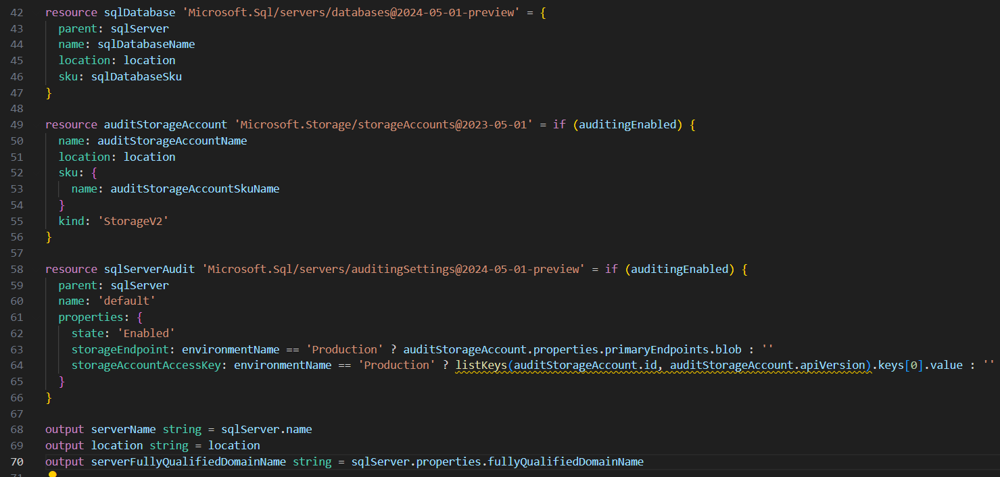 42 resource sqlDatabase 'Microsoft.Sql/servers/databases@2024-05-01-preview' = {
43   parent: sqlServer
44   name: sqlDatabaseName
45   location: location
46   sku: sqlDatabaseSku
47 }
48
49 resource auditStorageAccount 'Microsoft.Storage/storageAccounts@2023-05-01' = if (auditingEnabled) {
50   name: auditStorageAccountName
51   location: location
52   sku: {
53     name: auditStorageAccountSkuName
54   }
55   kind: 'StorageV2'
56 }
57
58 resource sqlServerAudit 'Microsoft.Sql/servers/auditingSettings@2024-05-01-preview' = if (auditingEnabled) {
59   parent: sqlServer
60   name: 'default'
61   properties: {
62     state: 'Enabled'
63     storageEndpoint: environmentName == 'Production' ? auditStorageAccount.properties.primaryEndpoints.blob : ''
64     storageAccountAccessKey: environmentName == 'Production' ? listKeys(auditStorageAccount.id, auditStorageAccount.apiVersion).keys[0].value : ''
65   }
66 }
67
68 output serverName string = sqlServer.name
69 output location string = location
70 output serverFullyQualifiedDomainName string = sqlServer.properties.fullyQualifiedDomainName
71